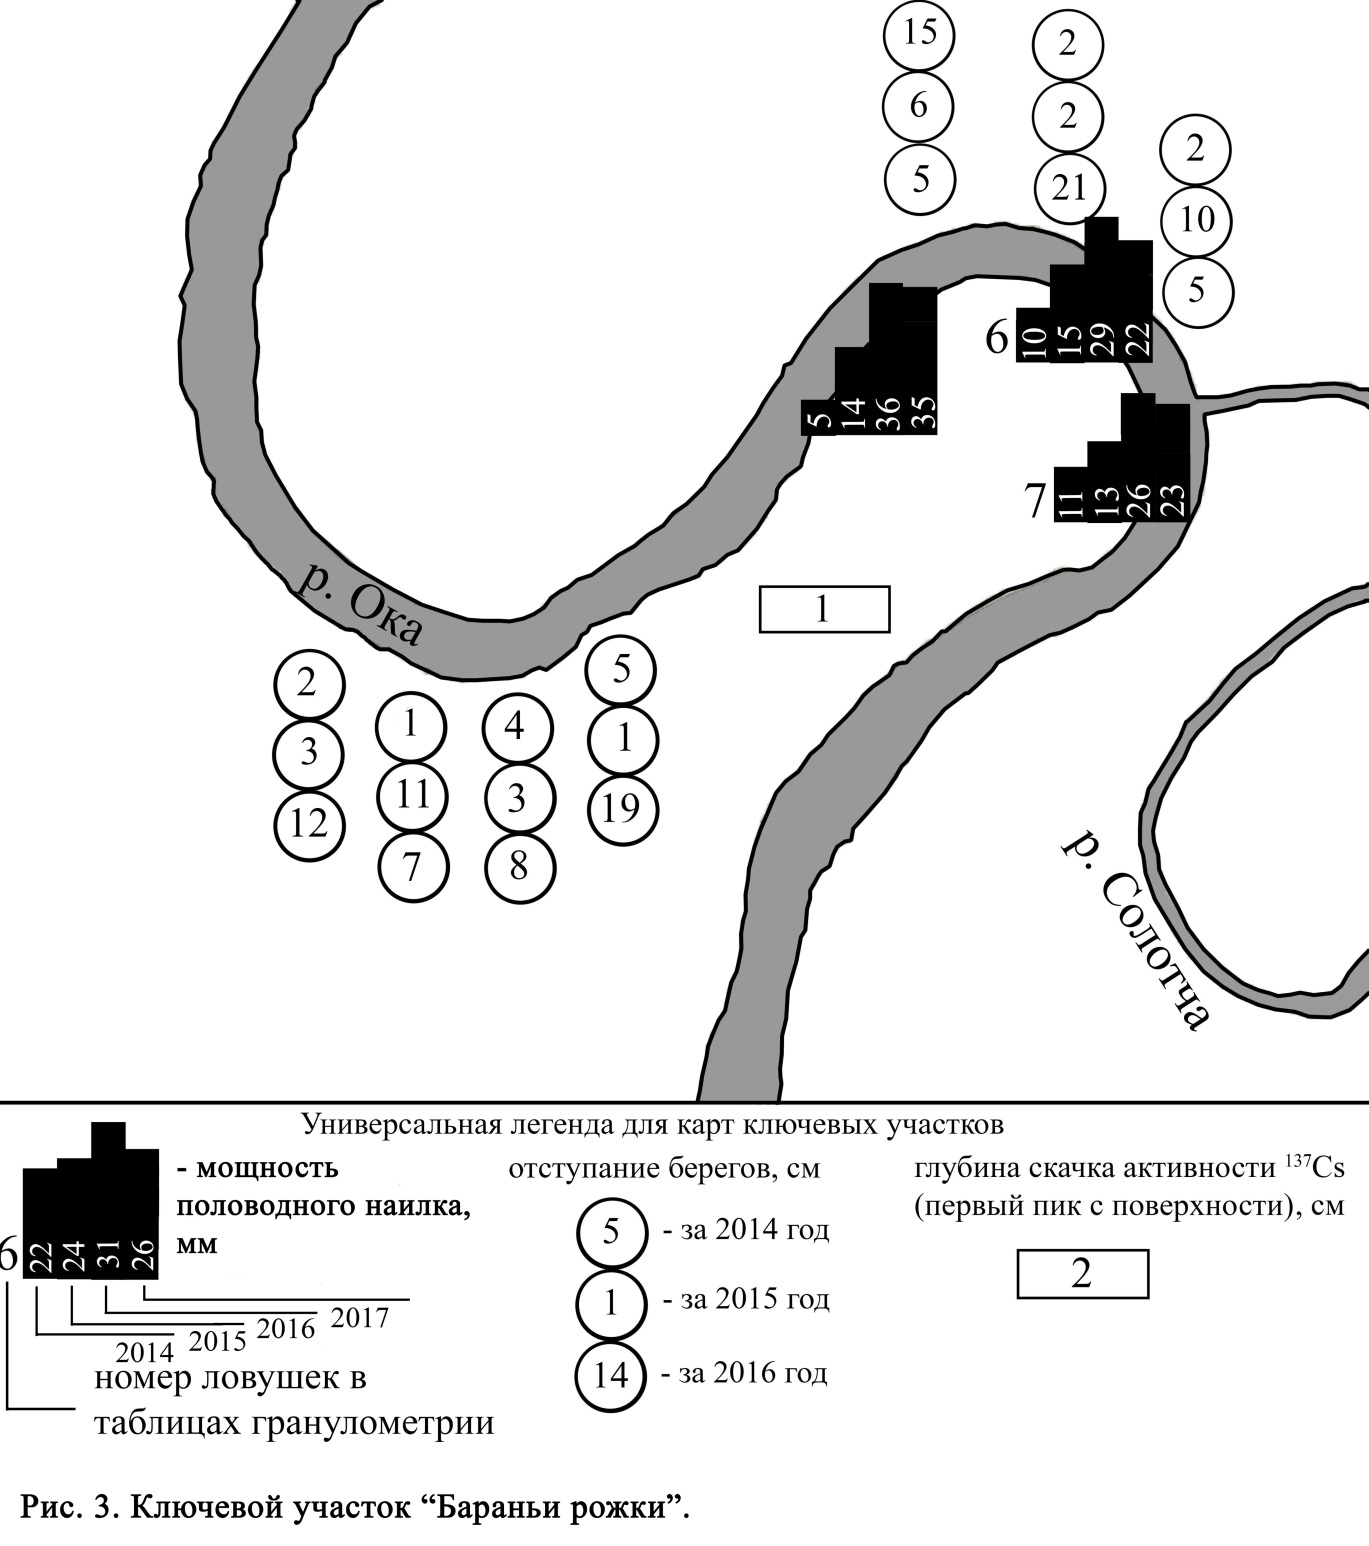 15
6
5
2
2
21
2
10
5
5 14 36 35
6 10 15 29 22
7 11 13 26 23
1
р. Ока
2
3
12
1
11
7
4
3
8
5
1
19
р. Солотча
Универсальная легенда для карт ключевых участков
- мощность
половодного наилка,
мм
6 22 24 31 26
2014 2015 2016 2017
номер ловушек в
таблицах гранулометрии
отступание берегов, см
5 - за 2014 год
1 - за 2015 год
14 - за 2016 год
глубина скачка активности ¹³⁷Cs
(первый пик с поверхности), см
2
Рис. 3. Ключевой участок “Бараньи рожки”.